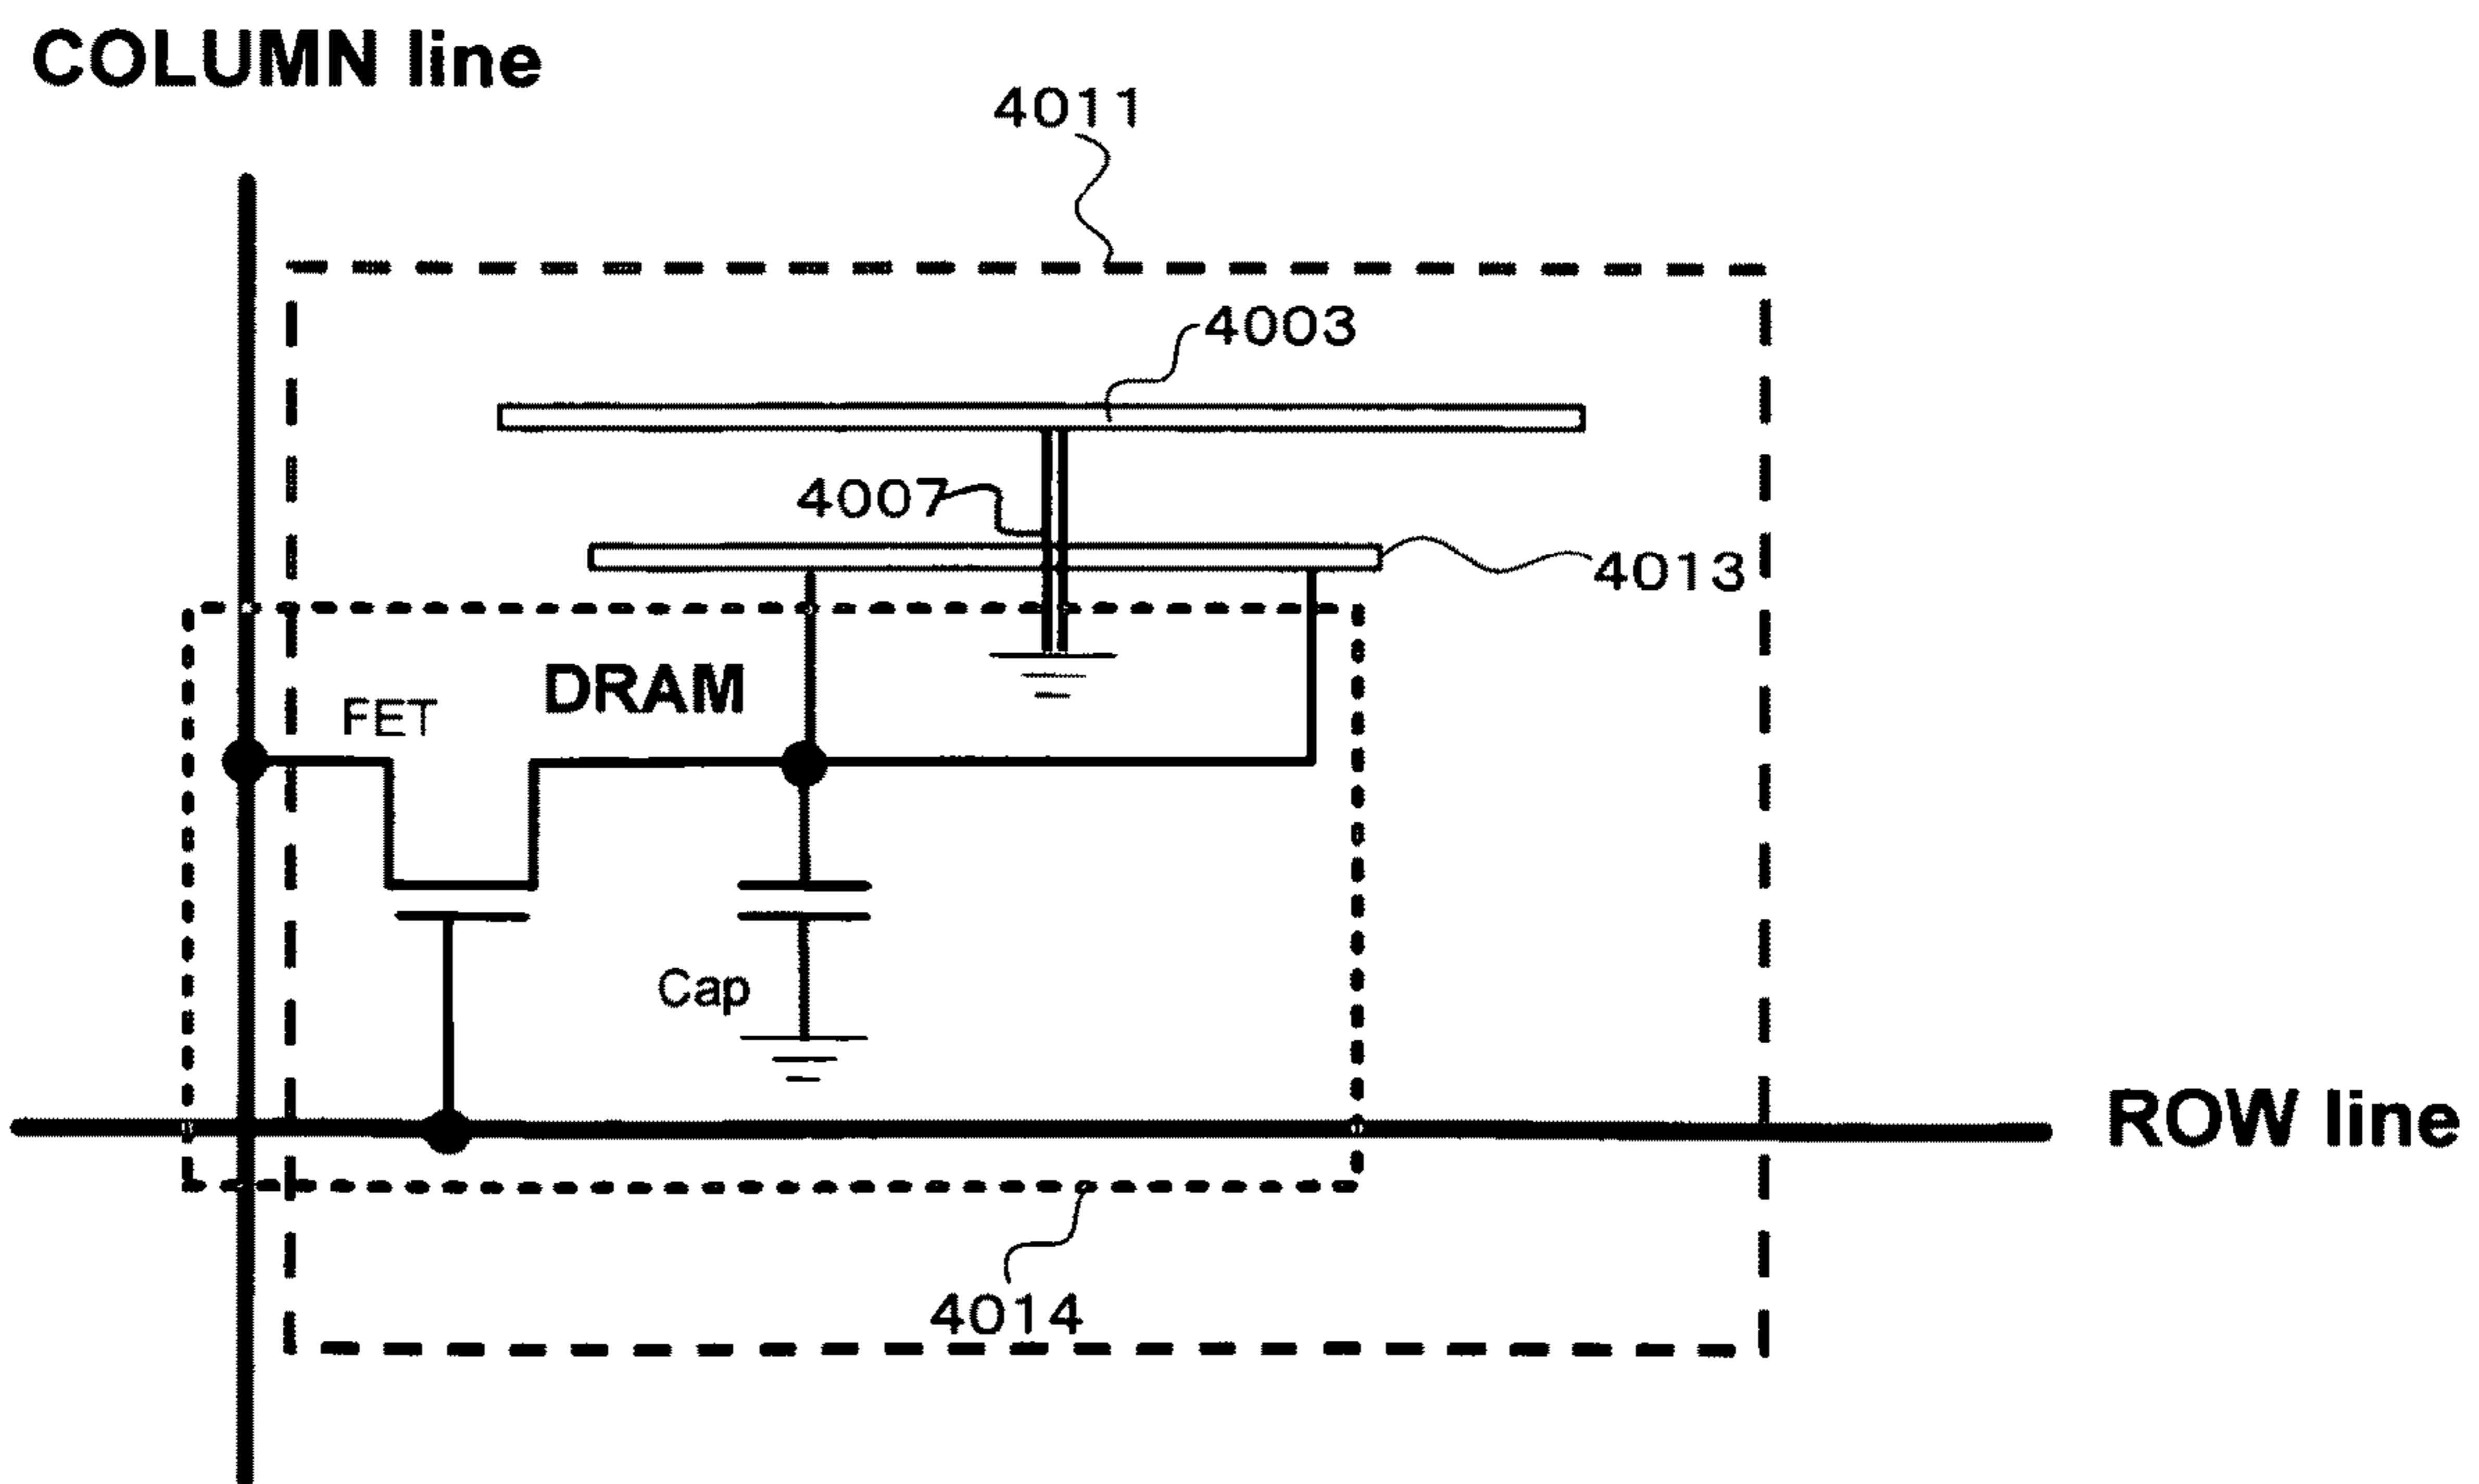 COLUMN line
4011
4003
4007
4013
DRAM
FET
Cap
ROW line
4014